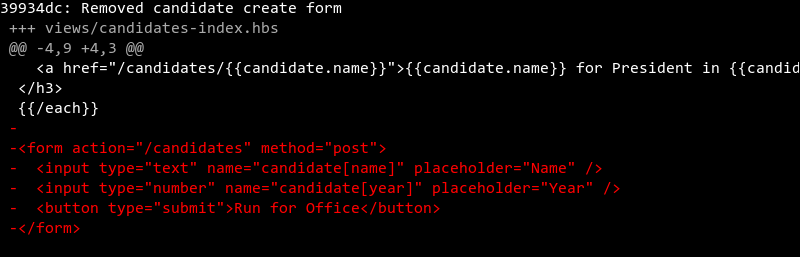 39934dc: Removed candidate create form
+++ views/candidates-index.hbs
@@ -4,9 +4,3 @@
   <a href="/candidates/{{candidate.name}}">{{candidate.name}} for President in {{candid
 </h3>
 {{/each}}
-
-<form action="/candidates" method="post">
-  <input type="text" name="candidate[name]" placeholder="Name" />
-  <input type="number" name="candidate[year]" placeholder="Year" />
-  <button type="submit">Run for Office</button>
-</form>